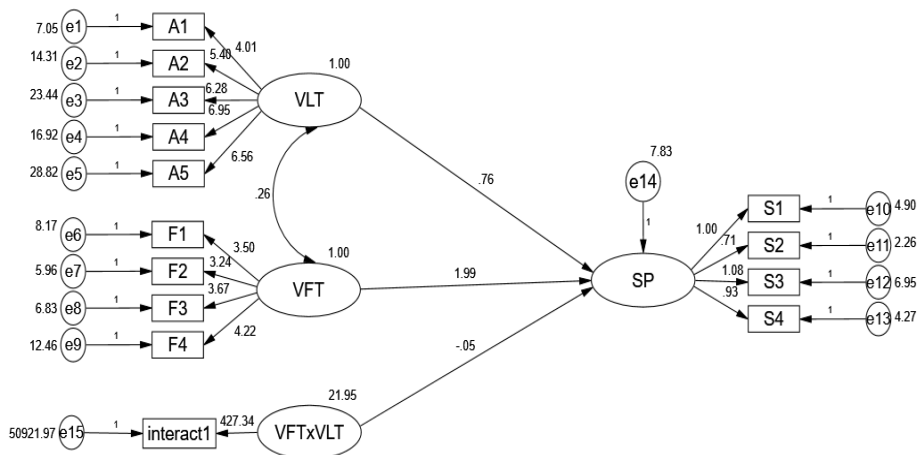 7.05 e1 1 A1
14.31 e2 1 A2
23.44 e3 1 A3
16.92 e4 1 A4
28.82 e5 1 A5
4.01
5.40
6.28
6.95
6.56
1.00
VLT
.26
.76
8.17 e6 1 F1
5.96 e7 1 F2
6.83 e8 1 F3
12.46 e9 1 F4
3.50
3.24
3.67
4.22
1.00
VFT
1.99
50921.97 e15 1 interact1 427.34
21.95
VFTxVLT
-.05
7.83
e14
1
SP
1.00 S1 1 e10 4.90
.71 S2 1 e11 2.26
1.08 S3 1 e12 6.95
.93 S4 1 e13 4.27